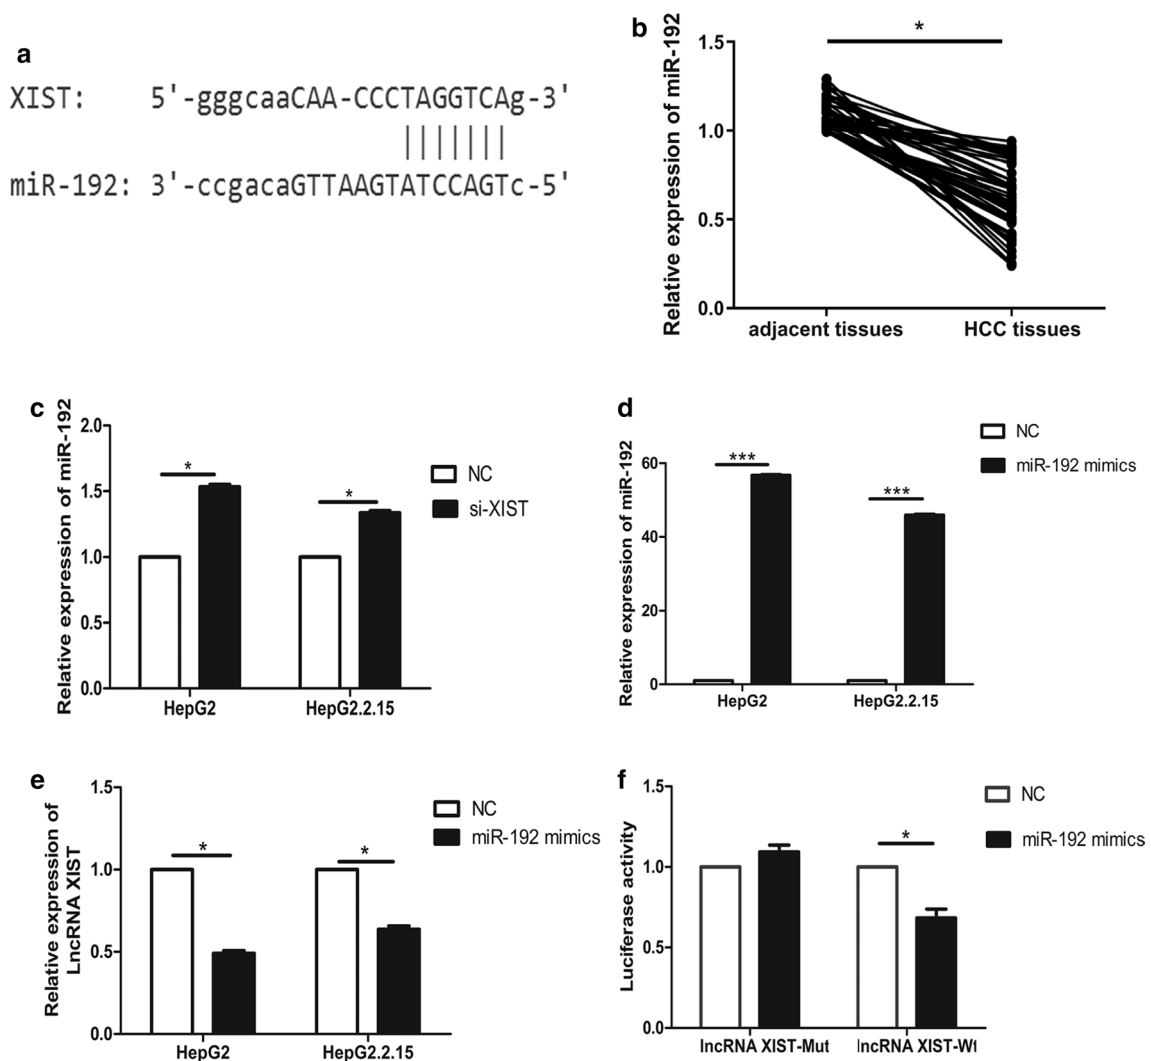 a
XIST: 5'-gggcaaCAA-CCCTAGGTCAg-3'
|||||||
miR-192: 3'-ccgacaGTTAAGTATCCAGTc-5'
b
Relative expression of miR-192
1.5
1.0
0.5
0.0
*
adjacent tissues
HCC tissues
c
Relative expression of miR-192
2.0
1.5
1.0
0.5
0.0
*
*
HepG2
HepG2.2.15
NC
si-XIST
d
Relative expression of miR-192
60
40
20
0
***
***
HepG2
HepG2.2.15
NC
miR-192 mimics
e
Relative expression of
LncRNA XIST
1.5
1.0
0.5
0.0
*
*
HepG2
HepG2.2.15
NC
miR-192 mimics
f
Luciferase activity
1.5
1.0
0.5
0.0
*
lncRNA XIST-Mut
lncRNA XIST-Wt
NC
miR-192 mimics